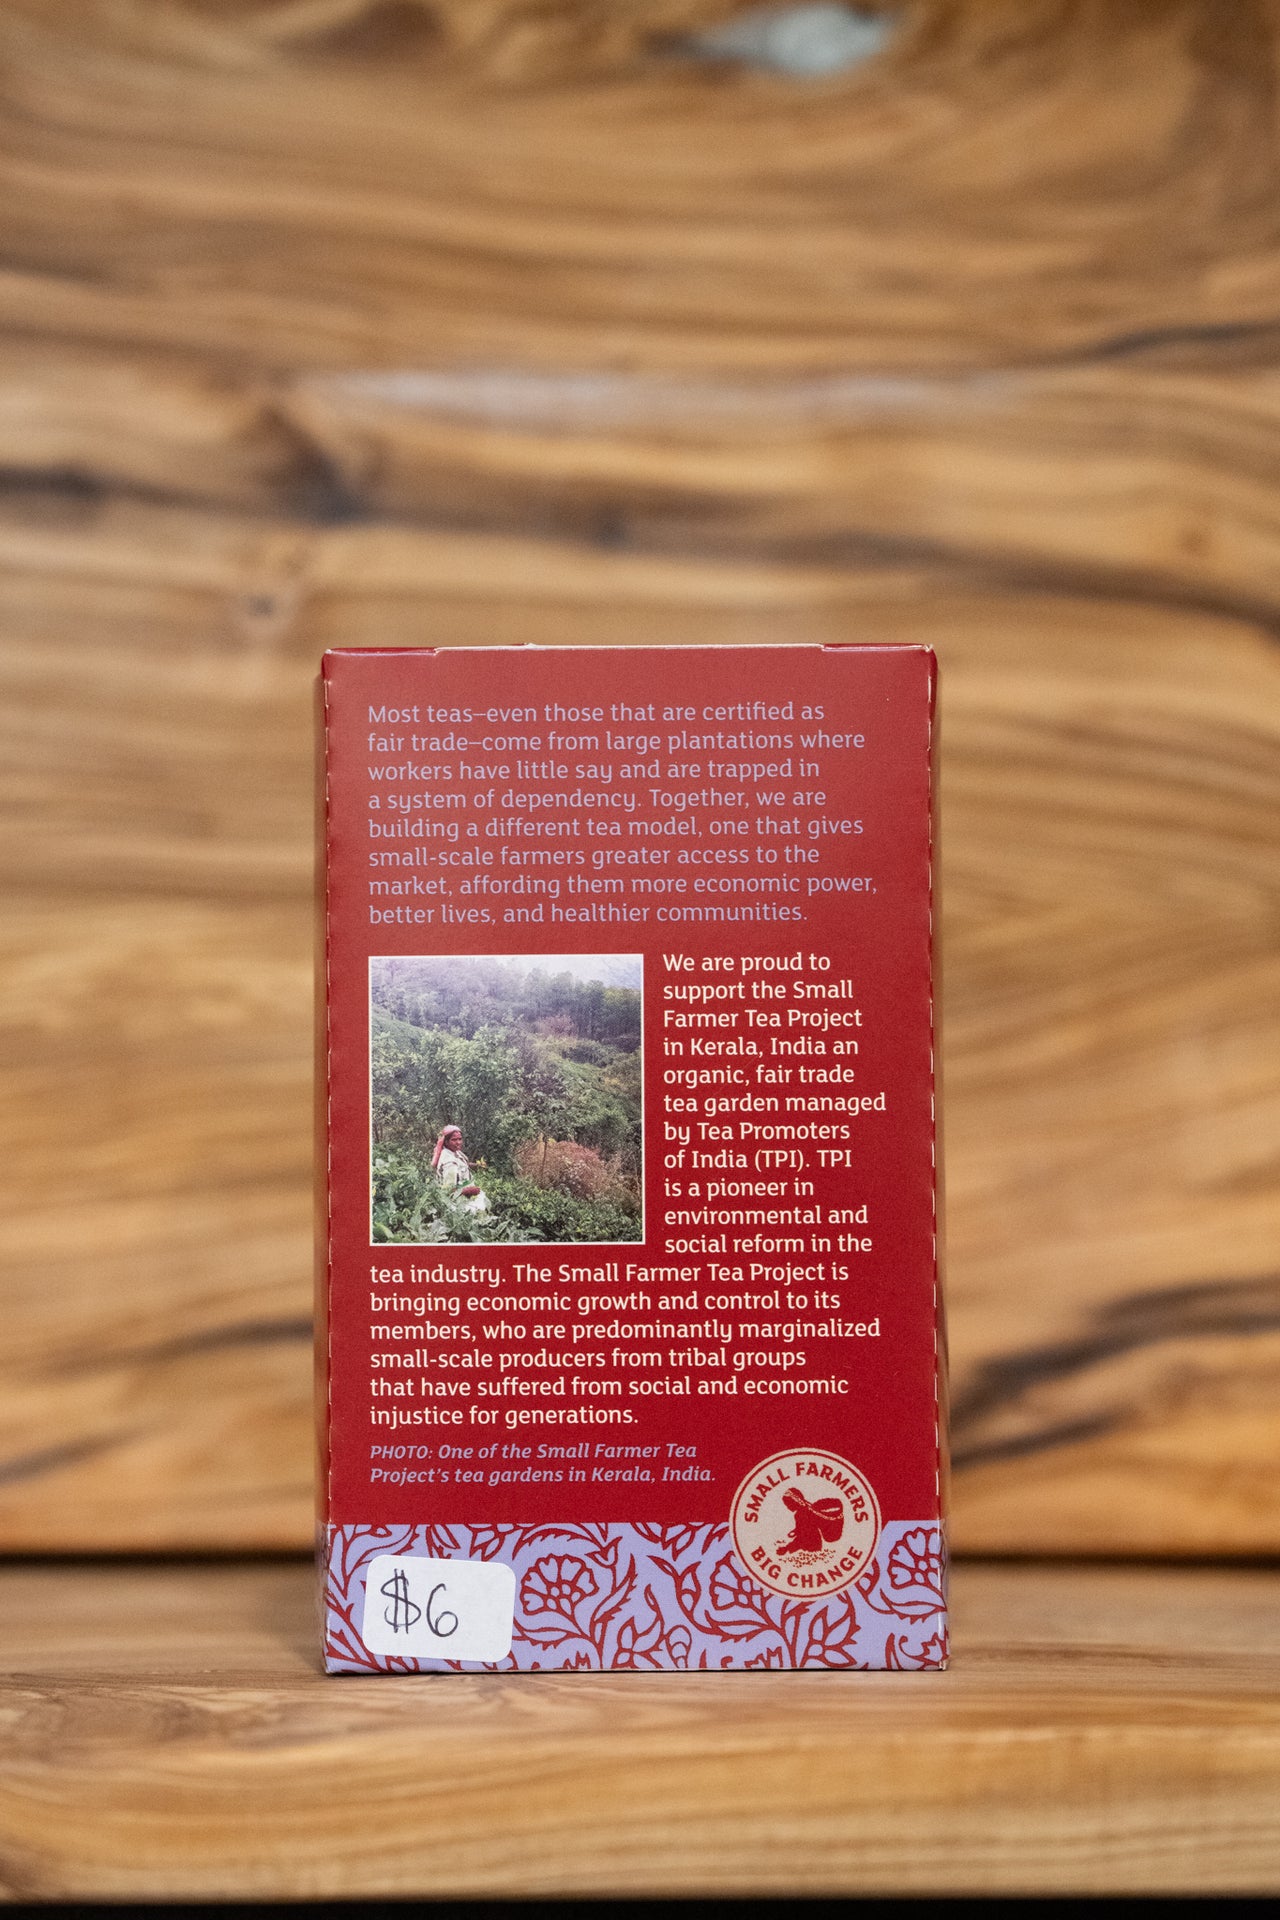 Most teas—even those that are certified as
fair trade—come from large plantations where
workers have little say and are trapped in
a system of dependency. Together, we are
building a different tea model, one that gives
small-scale farmers greater access to the
market, affording them more economic power,
better lives, and healthier communities.
We are proud to
support the Small
Farmer Tea Project
in Kerala, India an
organic, fair trade
tea garden managed
by Tea Promoters
of India (TPI). TPI
is a pioneer in
environmental and
social reform in the
tea industry. The Small Farmer Tea Project is
bringing economic growth and control to its
members, who are predominantly marginalized
small-scale producers from tribal groups
that have suffered from social and economic
injustice for generations.
PHOTO: One of the Small Farmer Tea
Project's tea gardens in Kerala, India.
SMALL FARMERS
BIG CHANGE
$6